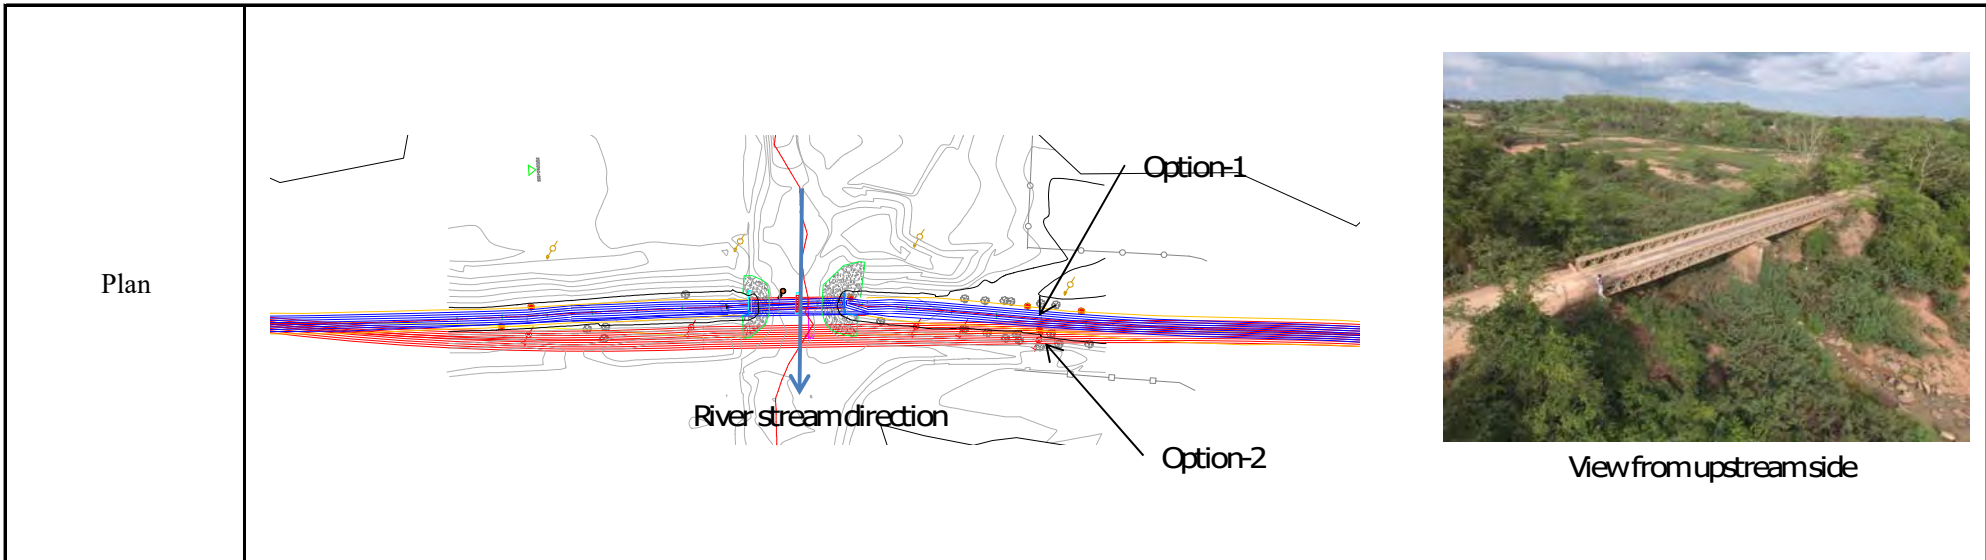 Plan
Option-1
River stream direction
Option-2
View from upstream side